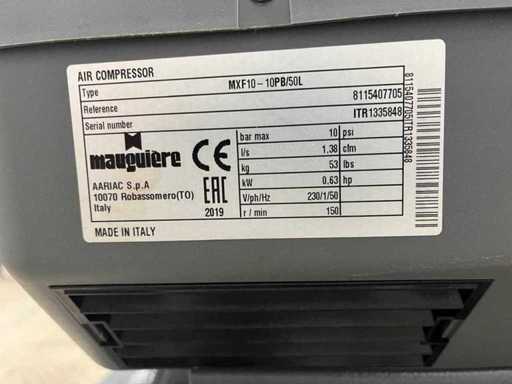 AIR COMPRESSOR
Type MXF10-10PB/50L
Reference 8115407705
Serial number ITR1335848
mauguière
CE
AARIAC S.p.A
10070 Robassomero(TO)
Italy
EAC
2019
bar max 10 psi
l/s 1.38 cfm
kg 53 lbs
kW 0.63 hp
V/ph/Hz 230/1/50
r / min 150
MADE IN ITALY
8115407705ITR1335848